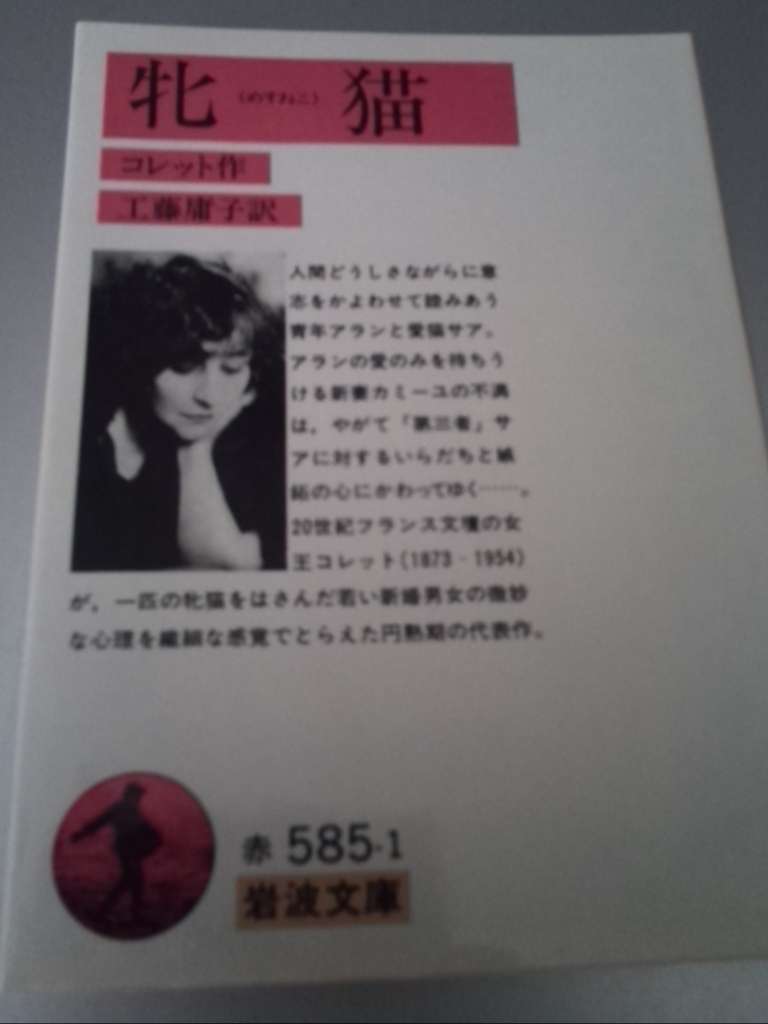 牝（めすねこ）猫
コレット作
工藤庸子訳
人間どうしさながらに意
志をかよわせて睦みあう
青年アランと愛猫サア。
アランの愛のみを待ちう
ける新妻カミーユの不満
は，やがて「第三者」サ
アに対するいらだちと嫉
妬の心にかわってゆく……。
20世紀フランス文壇の女
王コレット(1873‐1954)
が，一匹の牝猫をはさんだ若い新婚男女の微妙
な心理を繊細な感覚でとらえた円熟期の代表作。
赤 585-1
岩波文庫